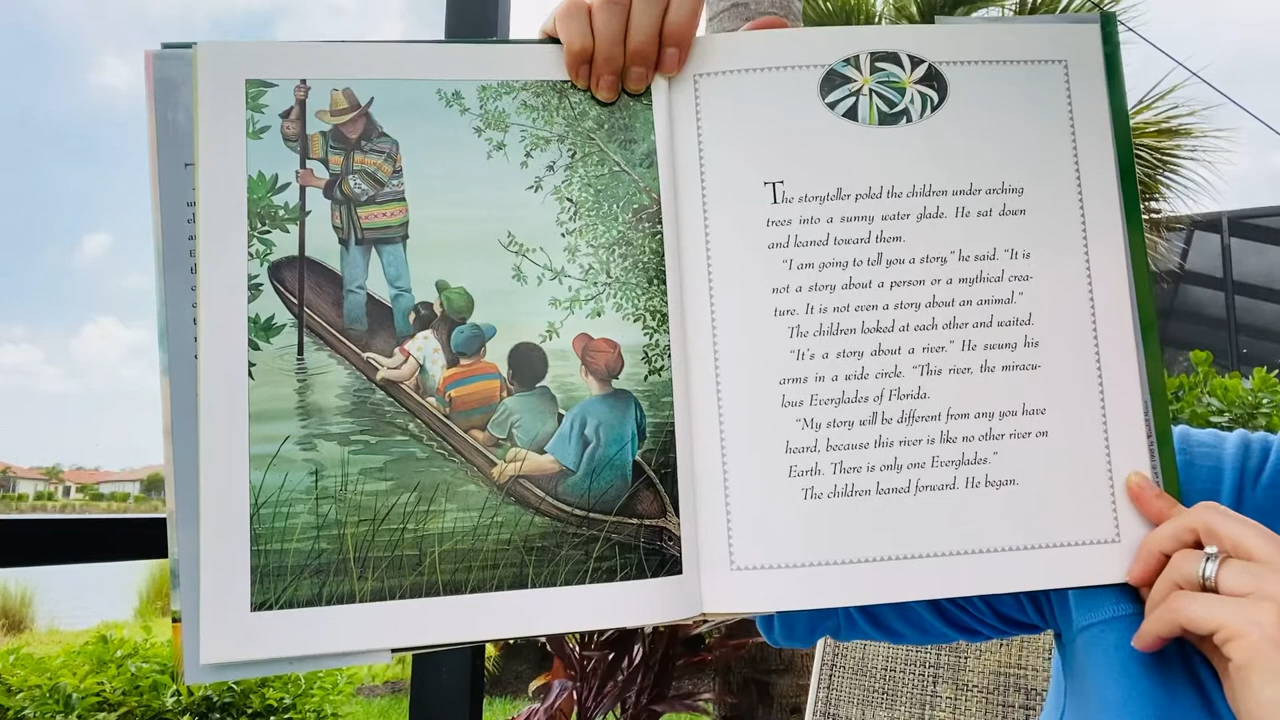 The storyteller poled the children under arching
trees into a sunny water glade. He sat down
and leaned toward them.
“I am going to tell you a story,” he said. “It is
not a story about a person or a mythical crea-
ture. It is not even a story about an animal.”
The children looked at each other and waited.
“It’s a story about a river.” He swung his
arms in a wide circle. “This river, the miracu-
lous Everglades of Florida.
“My story will be different from any you have
heard, because this river is like no other river on
Earth. There is only one Everglades.”
The children leaned forward. He began.